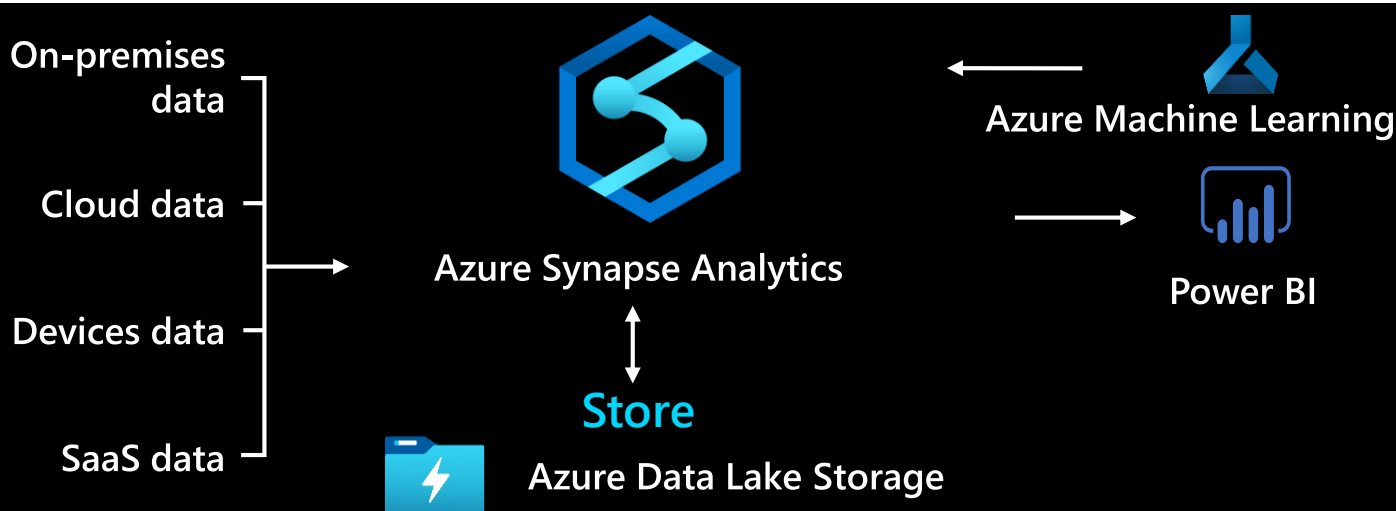 On-premises
data
Cloud data
Devices data
SaaS data
Azure Synapse Analytics
Store
Azure Data Lake Storage
Azure Machine Learning
Power BI